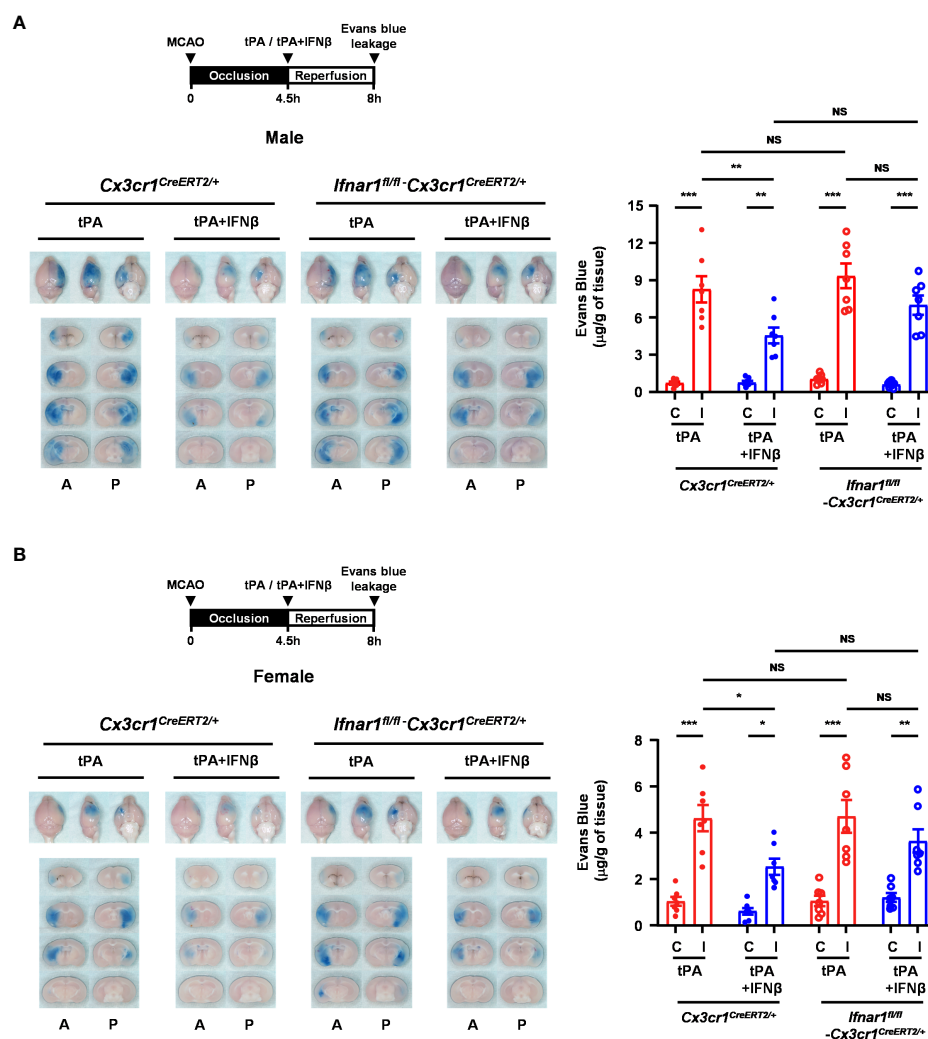 A
MCAO
tPA / tPA+IFNβ
Evans blue
leakage
Occlusion
Reperfusion
0
4.5h
8h
Male
Cx3cr1CreERT2/+
Ifnar1fl/fl-Cx3cr1CreERT2/+
tPA
tPA+IFNβ
tPA
tPA+IFNβ
A
P
A
P
A
P
A
P
NS
NS
**
NS
***
**
***
***
Evans Blue
(μg/g of tissue)
15
12
9
6
3
0
C
I
C
I
C
I
C
I
tPA
tPA
+IFNβ
tPA
tPA
+IFNβ
Cx3cr1CreERT2/+
Ifnar1fl/fl
-Cx3cr1CreERT2/+
B
MCAO
tPA / tPA+IFNβ
Evans blue
leakage
Occlusion
Reperfusion
0
4.5h
8h
Female
Cx3cr1CreERT2/+
Ifnar1fl/fl-Cx3cr1CreERT2/+
tPA
tPA+IFNβ
tPA
tPA+IFNβ
A
P
A
P
A
P
A
P
NS
NS
*
NS
***
*
***
**
Evans Blue
(μg/g of tissue)
8
6
4
2
0
C
I
C
I
C
I
C
I
tPA
tPA
+IFNβ
tPA
tPA
+IFNβ
Cx3cr1CreERT2/+
Ifnar1fl/fl
-Cx3cr1CreERT2/+